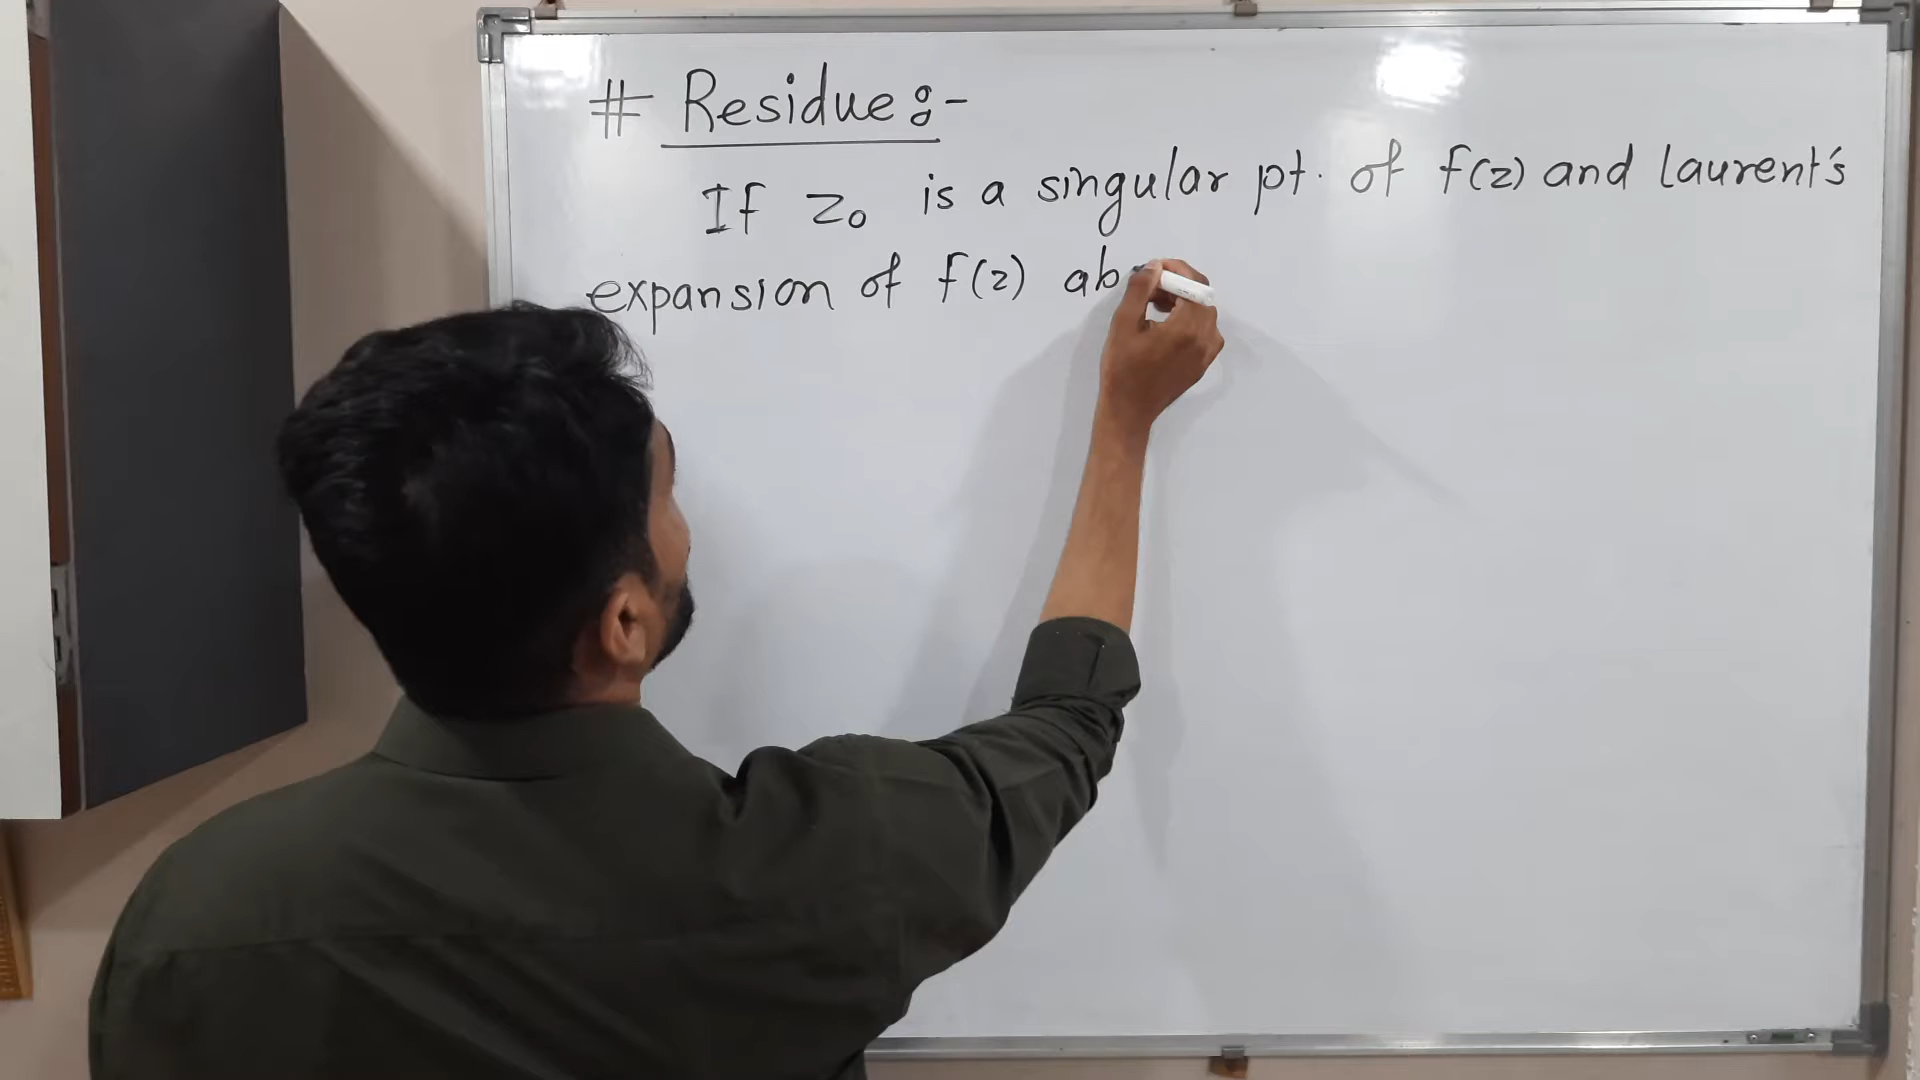 # Residue :-
If z₀ is a singular pt. of f(z) and Laurent's
expansion of f(z) ab